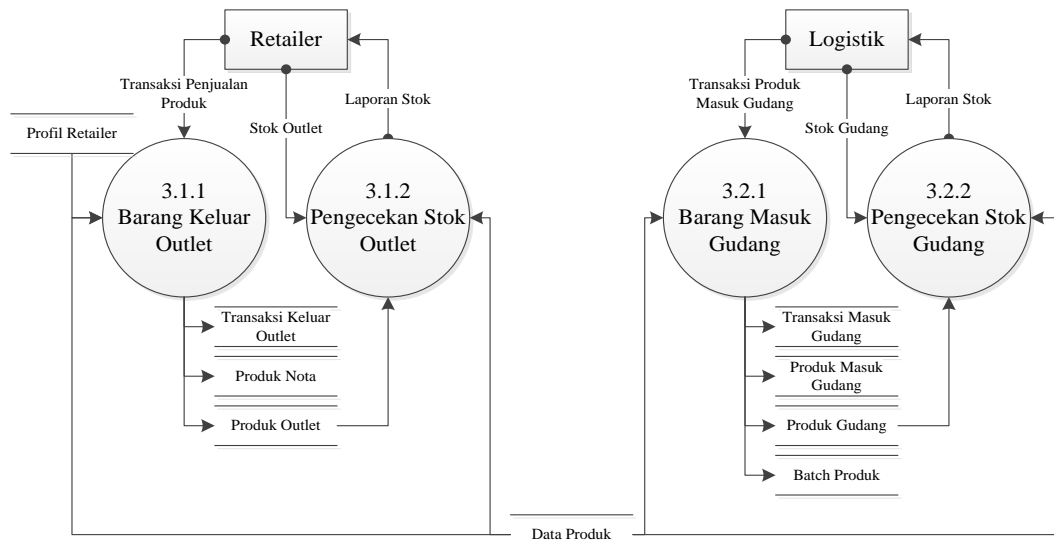 Retailer
Logistik
Transaksi Penjualan
Produk
Stok Outlet
Laporan Stok
Transaksi Produk
Masuk Gudang
Stok Gudang
Laporan Stok
Profil Retailer
3.1.1
Barang Keluar
Outlet
3.1.2
Pengecekan Stok
Outlet
3.2.1
Barang Masuk
Gudang
3.2.2
Pengecekan Stok
Gudang
Transaksi Keluar
Outlet
Produk Nota
Produk Outlet
Transaksi Masuk
Gudang
Produk Masuk
Gudang
Produk Gudang
Batch Produk
Data Produk